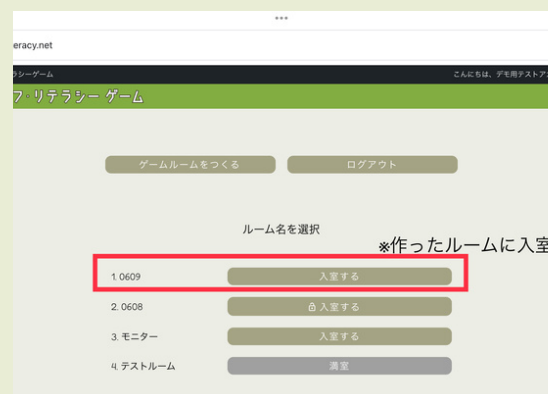 eracy.net
ラシーゲーム
こんにちは、デモ用テストア
フ・リテラシー ゲーム
ゲームルームをつくる
ログアウト
ルーム名を選択
※作ったルームに入室
1. 0609 入室する
2. 0608 入室する
3. モニター 入室する
4. テストルーム 満室